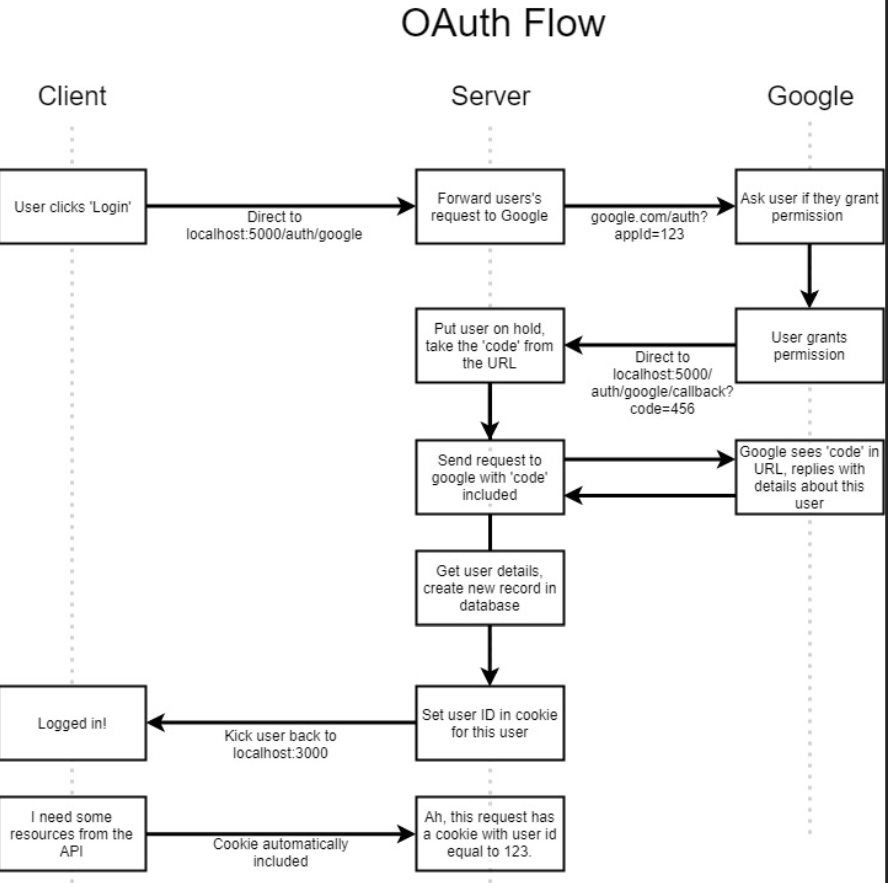 OAuth Flow
Client
Server
Google
User clicks 'Login'
Direct to
localhost:5000/auth/google
Forward users's
request to Google
google.com/auth?
appId=123
Ask user if they grant
permission
User grants
permission
Direct to
localhost:5000/
auth/google/callback?
code=456
Put user on hold,
take the 'code' from
the URL
Send request to
google with 'code'
included
Google sees 'code' in
URL, replies with
details about this
user
Get user details,
create new record in
database
Set user ID in cookie
for this user
Kick user back to
localhost:3000
Logged in!
I need some
resources from the
API
Cookie automatically
included
Ah, this request has
a cookie with user id
equal to 123.